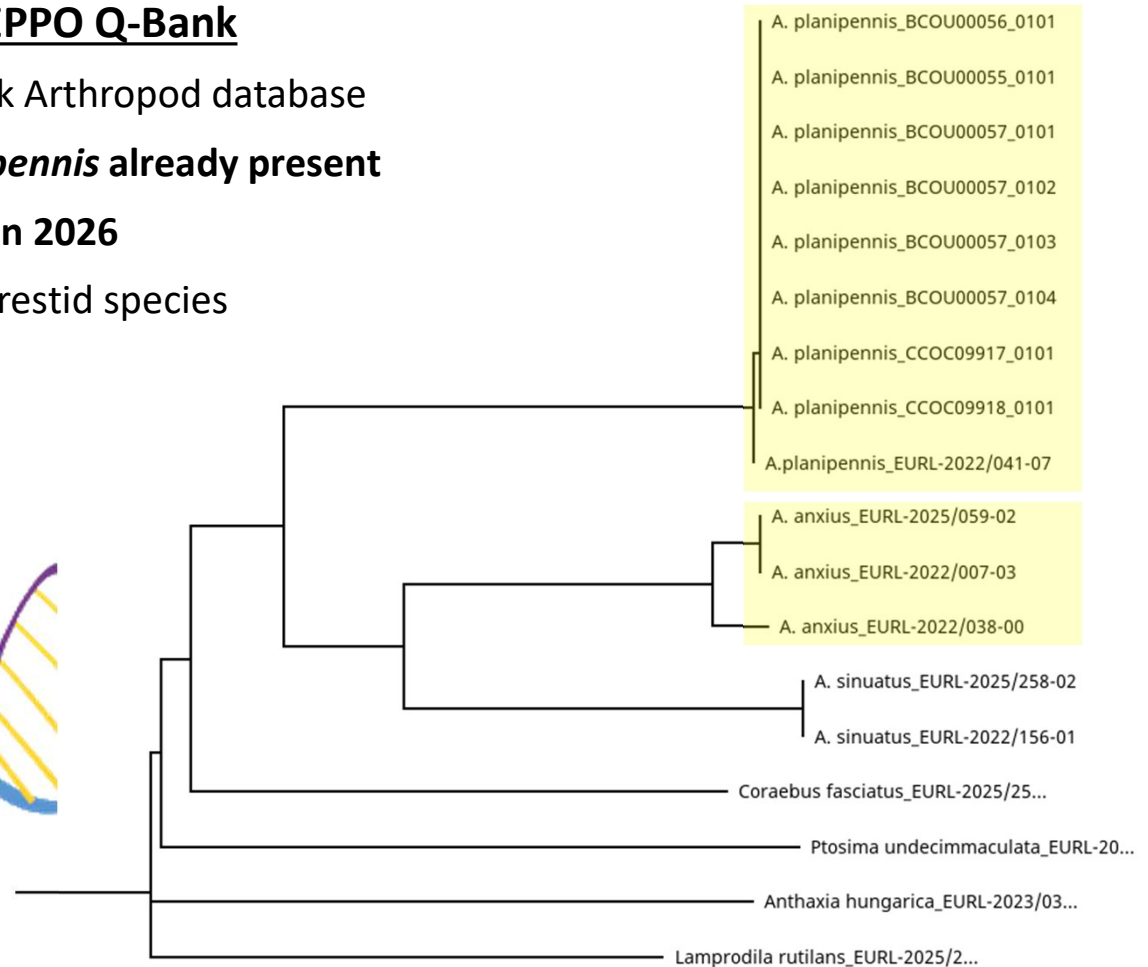 EPPO Q-Bank
k Arthropod database
pennis already present
n 2026
restid species
A. planipennis_BCOU00056_0101
A. planipennis_BCOU00055_0101
A. planipennis_BCOU00057_0101
A. planipennis_BCOU00057_0102
A. planipennis_BCOU00057_0103
A. planipennis_BCOU00057_0104
A. planipennis_CCOC09917_0101
A. planipennis_CCOC09918_0101
A.planipennis_EURL-2022/041-07
A. anxius_EURL-2025/059-02
A. anxius_EURL-2022/007-03
A. anxius_EURL-2022/038-00
A. sinuatus_EURL-2025/258-02
A. sinuatus_EURL-2022/156-01
Coraebus fasciatus_EURL-2025/25...
Ptosima undecimmaculata_EURL-20...
Anthaxia hungarica_EURL-2023/03...
Lamprodila rutilans_EURL-2025/2...